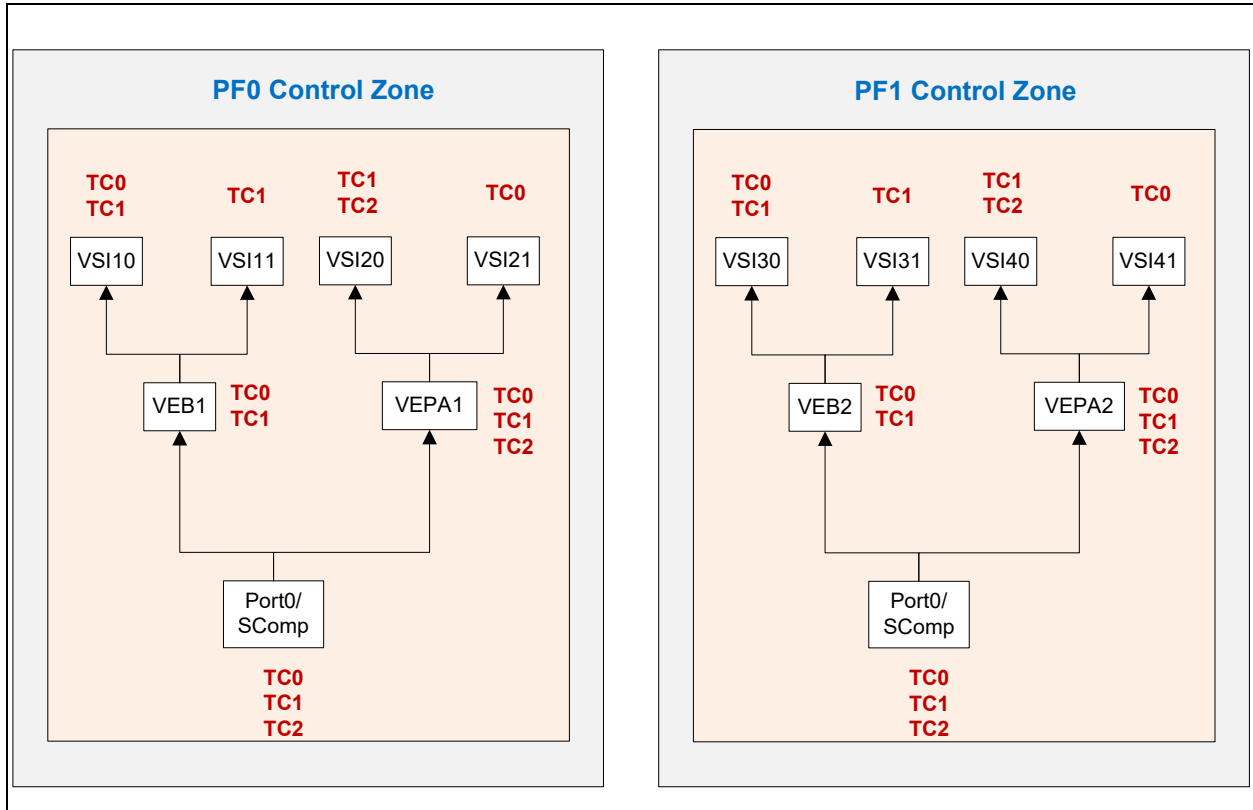 PF0 Control Zone
TC0
TC1
TC1
TC1
TC2
TC0
VSI10
VSI11
VSI20
VSI21
VEB1
TC0
TC1
VEPA1
TC0
TC1
TC2
Port0/
SComp
TC0
TC1
TC2
PF1 Control Zone
TC0
TC1
TC1
TC1
TC2
TC0
VSI30
VSI31
VSI40
VSI41
VEB2
TC0
TC1
VEPA2
TC0
TC1
TC2
Port0/
SComp
TC0
TC1
TC2